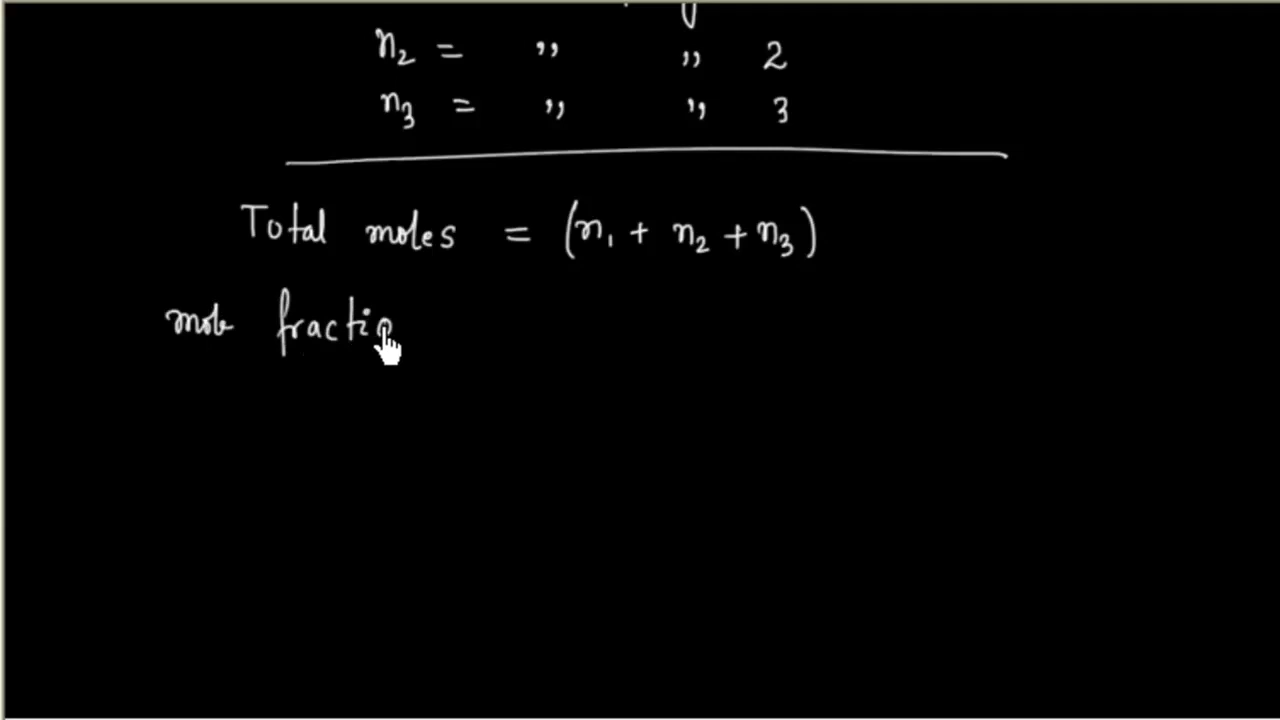 n₂ = ,, ,, 2
n₃ = ,, ,, 3
Total moles = (n₁ + n₂ + n₃)
mole fractio